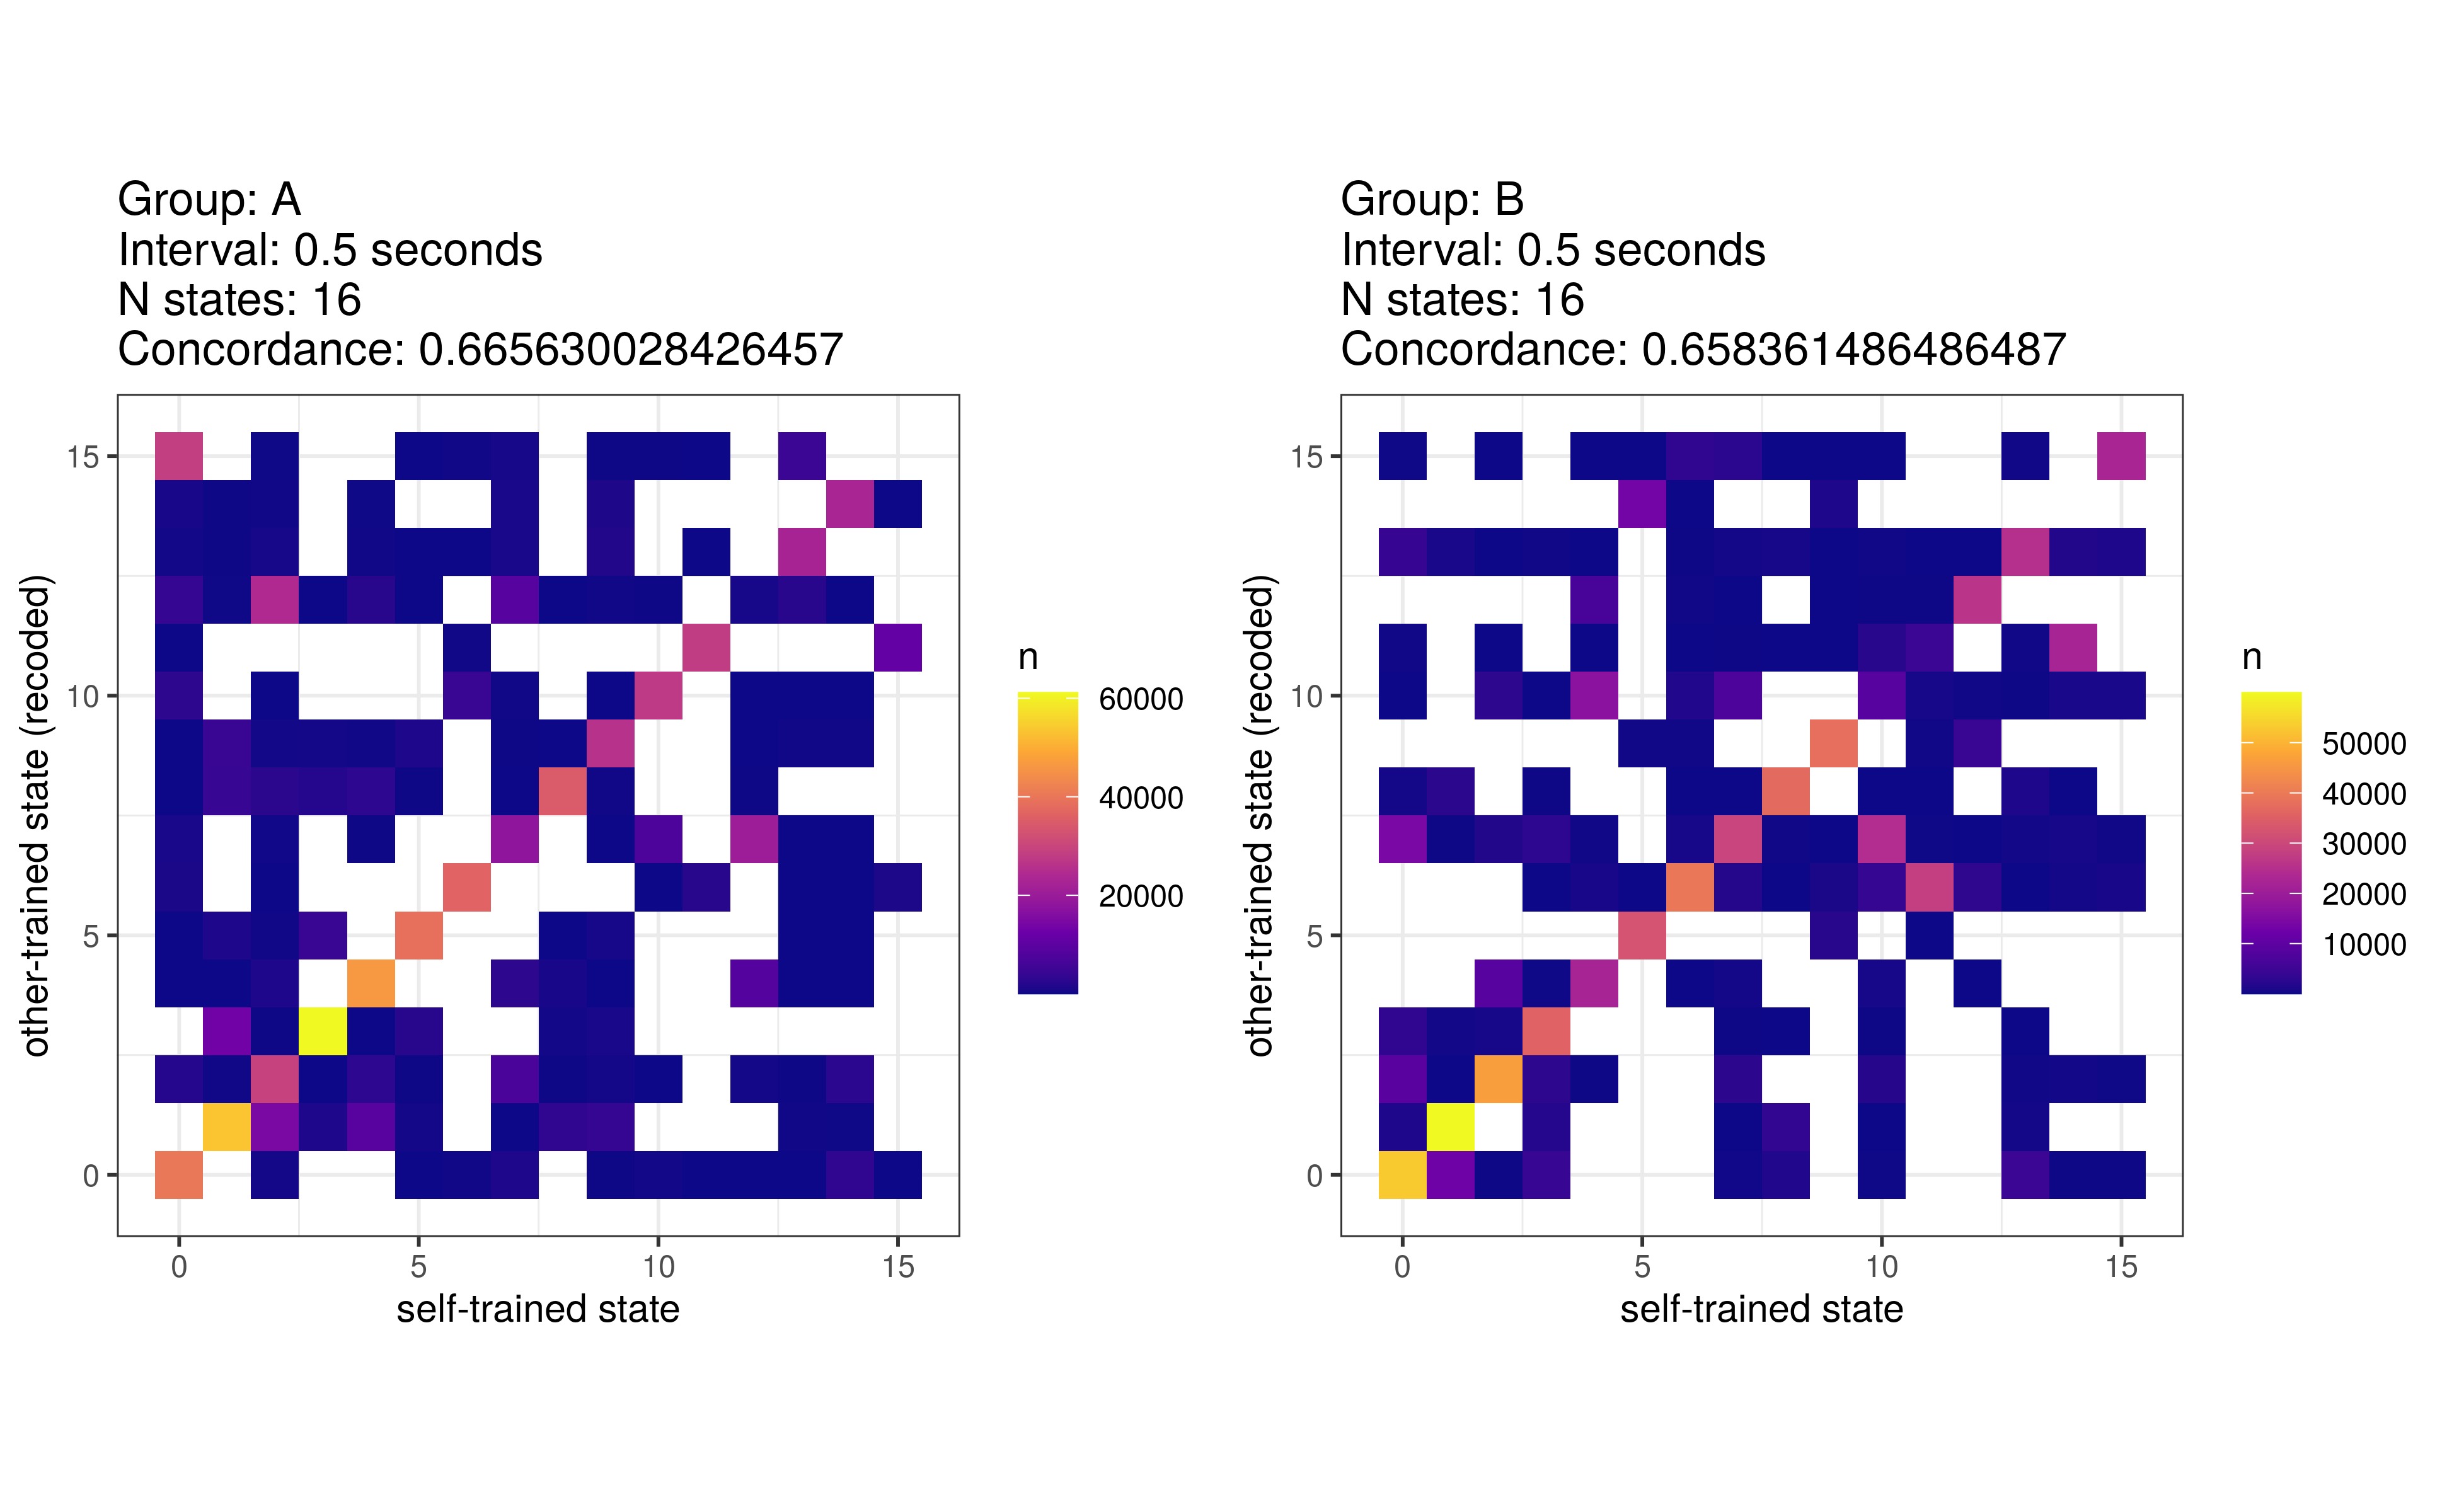 Group: A
Interval: 0.5 seconds
N states: 16
Concordance: 0.665630028426457
other-trained state (recoded)
15
10
5
0
0 5 10 15
self-trained state
n
60000
40000
20000
Group: B
Interval: 0.5 seconds
N states: 16
Concordance: 0.658361486486487
other-trained state (recoded)
15
10
5
0
0 5 10 15
self-trained state
n
50000
40000
30000
20000
10000